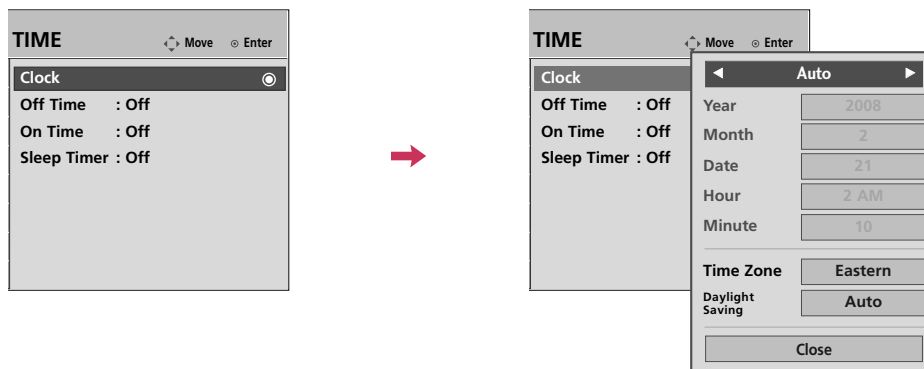 TIME
Move Enter
Clock
Off Time : Off
On Time : Off
Sleep Timer : Off
TIME
Move Enter
Clock
Off Time : Off
On Time : Off
Sleep Timer : Off
Auto
Year 2008
Month 2
Date 21
Hour 2 AM
Minute 10
Time Zone Eastern
Daylight
Saving Auto
Close